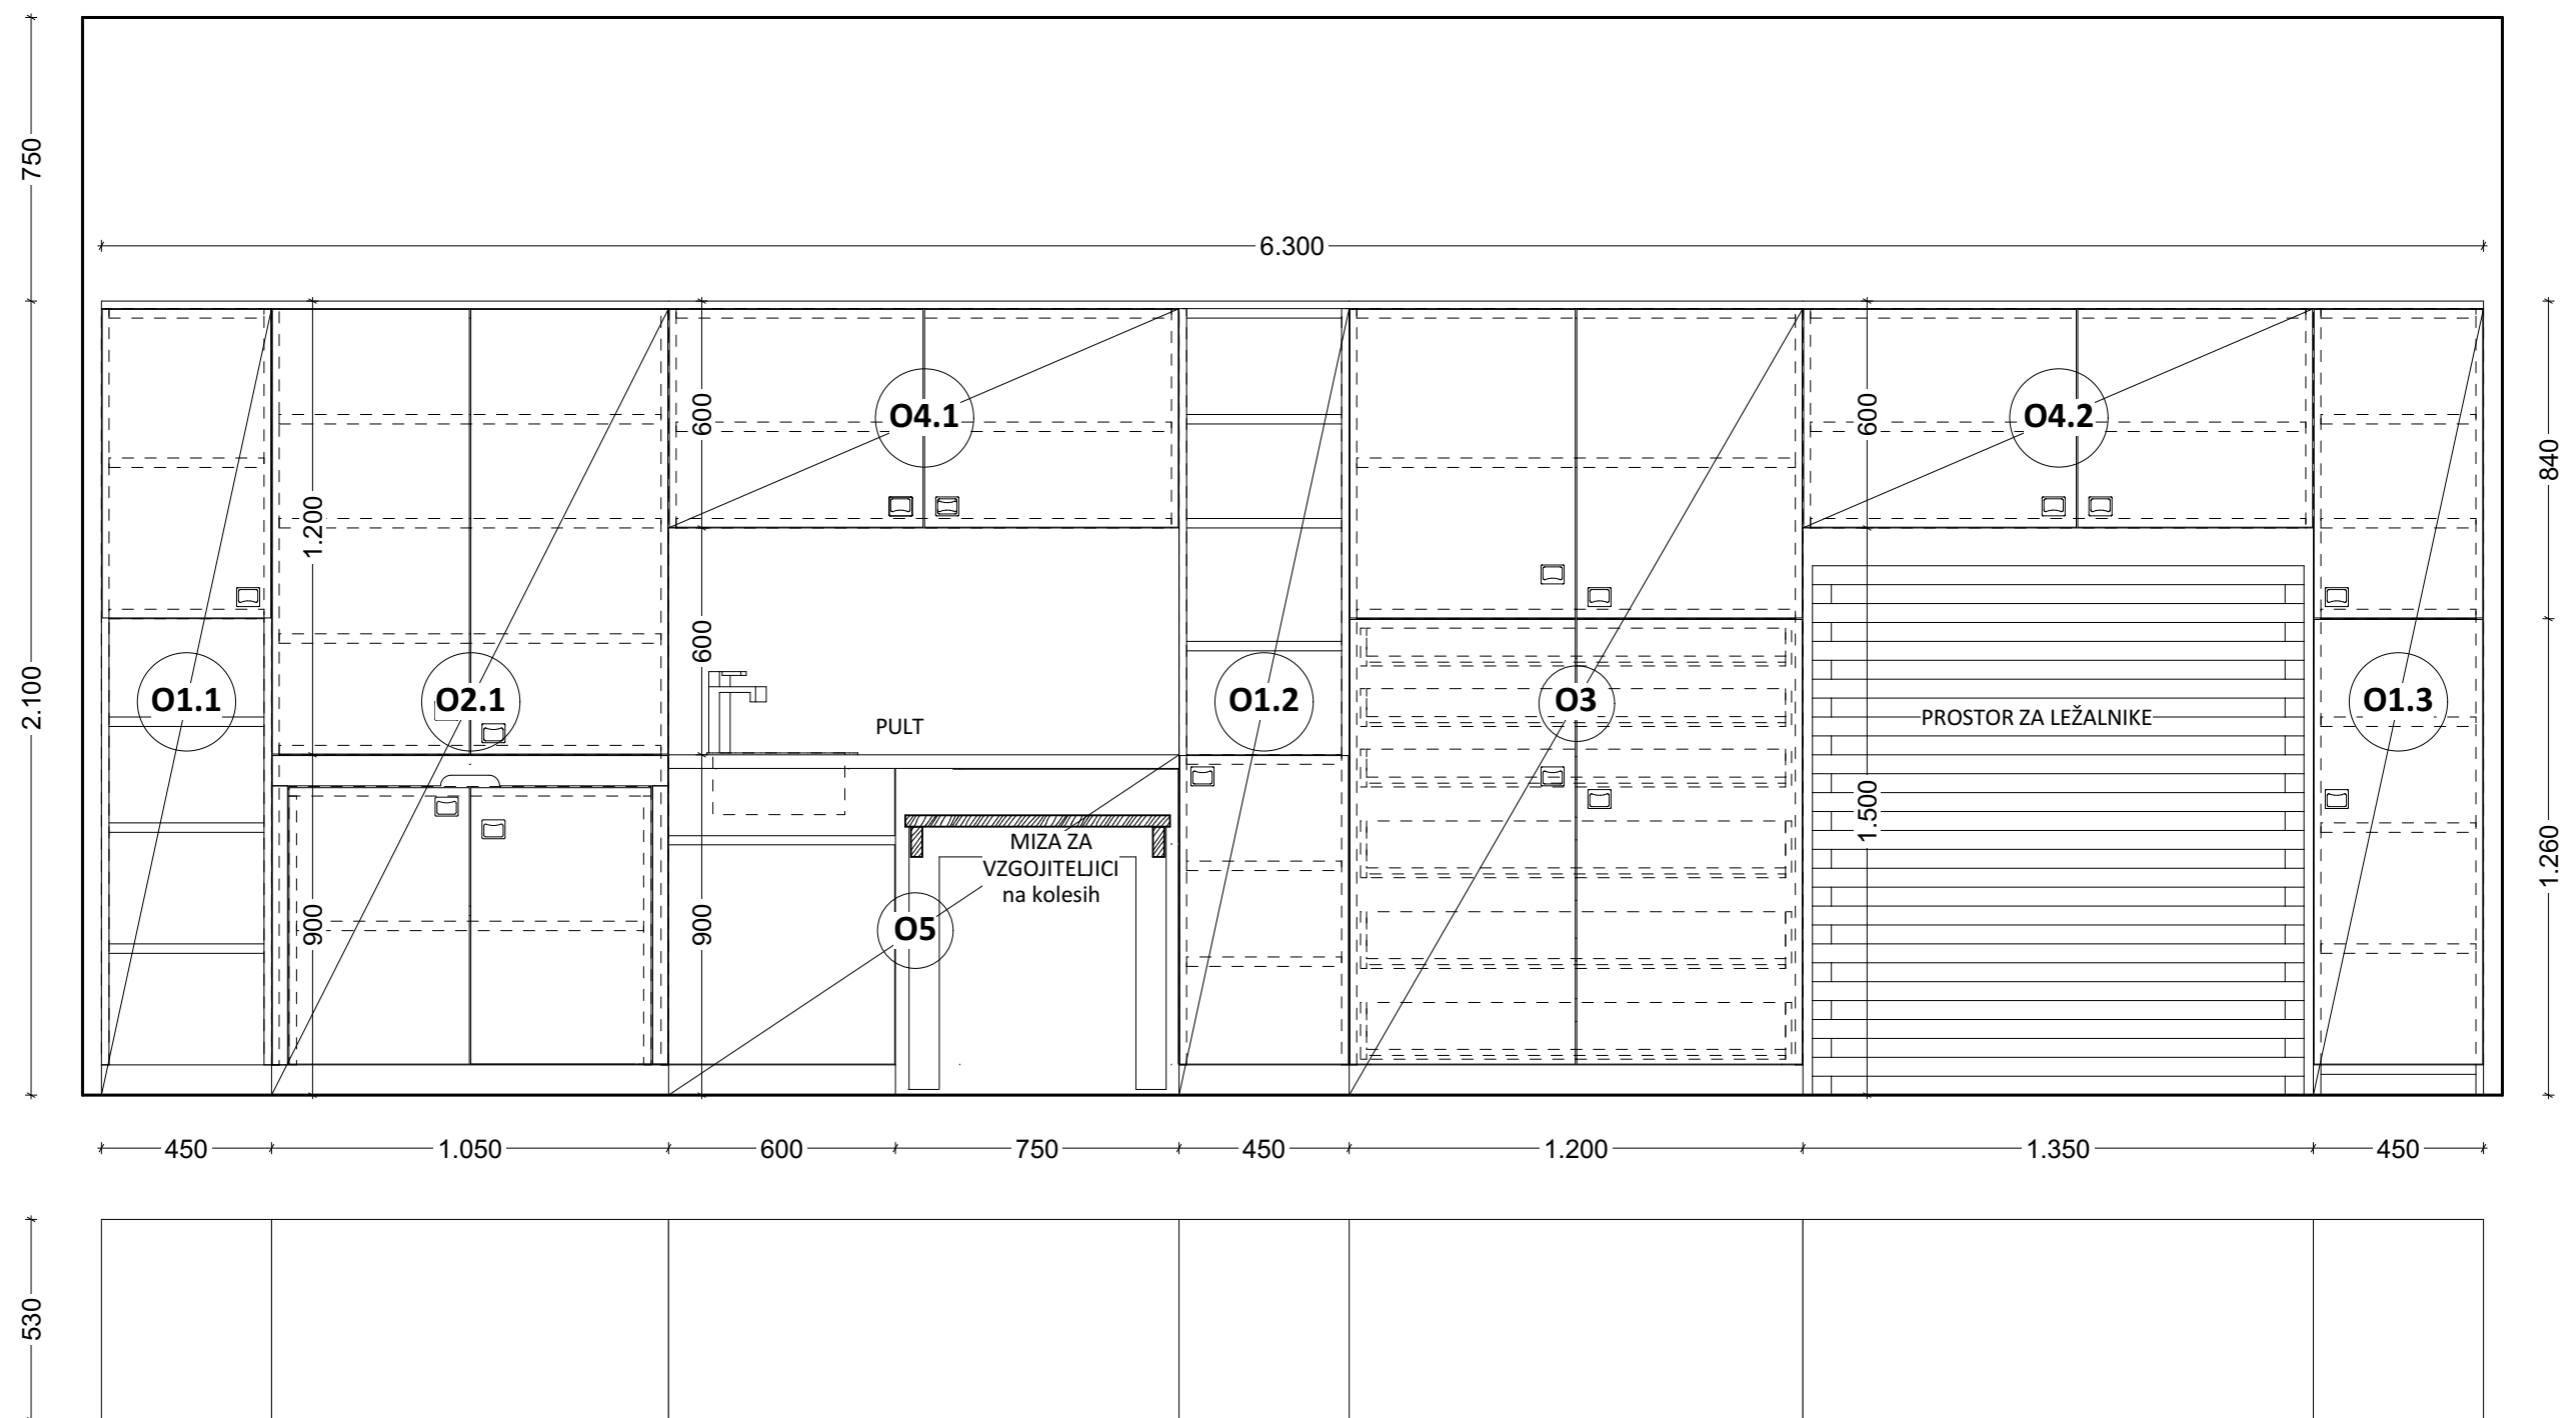 750
6.300
O4.1
O4.2
600
600
840
1.200
600
2.100
O1.1
O2.1
PULT
O1.2
O3
PROSTOR ZA LEŽALNIKE
O1.3
1.500
MIZA ZA
VZGOJITELJICI
na kolesih
1.260
900
900
O5
450
1.050
600
750
450
1.200
1.350
450
530